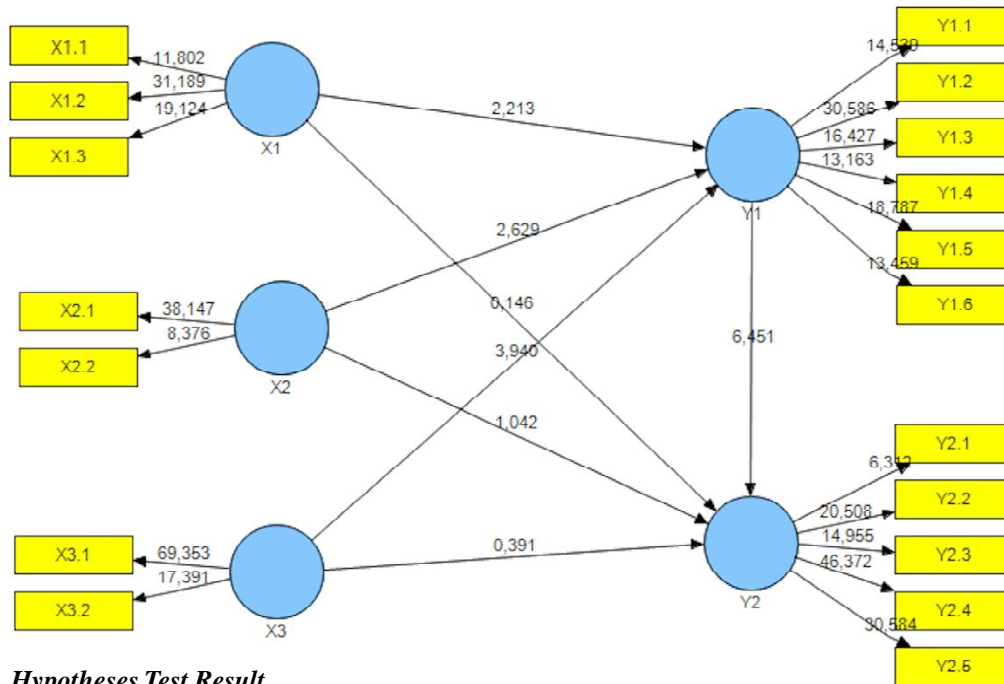 X1.1
X1.2
X1.3
11,802
31,189
19,124
X1
2,213
14,539
30,586
16,427
13,163
18,787
13,459
Y1
Y1.1
Y1.2
Y1.3
Y1.4
Y1.5
Y1.6
X2.1
X2.2
38,147
8,376
X2
2,629
0,146
3,940
6,451
1,042
X3.1
X3.2
69,353
17,391
X3
0,391
6,312
20,508
14,955
46,372
30,584
Y2
Y2.1
Y2.2
Y2.3
Y2.4
Y2.5
Hypotheses Test Result